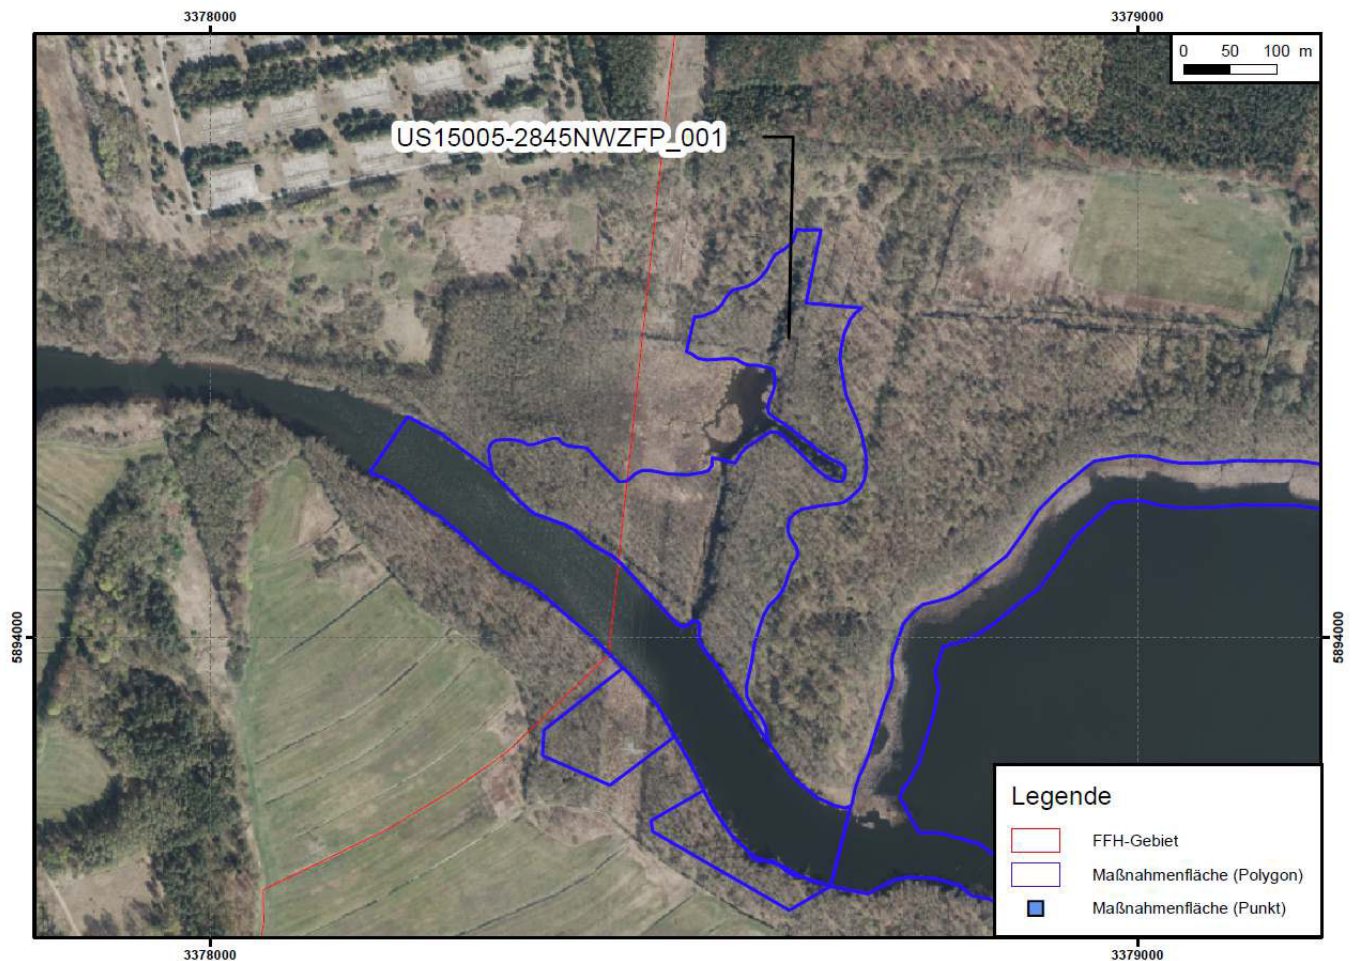 3378000
3379000
0 50 100 m
US15005-2845NWZFP_001
5894000
5894000
Legende
FFH-Gebiet
Maßnahmenfläche (Polygon)
Maßnahmenfläche (Punkt)
3378000
3379000